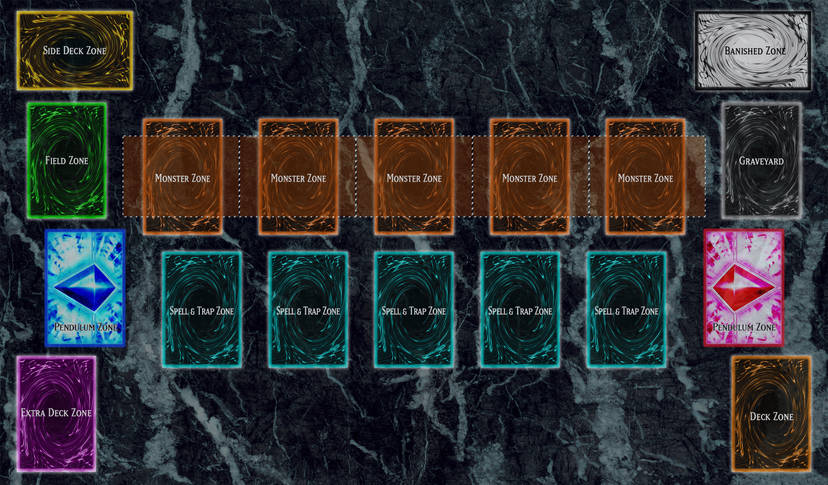 Side Deck Zone
Banished Zone
Field Zone
Graveyard
Monster Zone
Monster Zone
Monster Zone
Monster Zone
Monster Zone
Pendulum Zone
Pendulum Zone
Spell & Trap Zone
Spell & Trap Zone
Spell & Trap Zone
Spell & Trap Zone
Spell & Trap Zone
Extra Deck Zone
Deck Zone